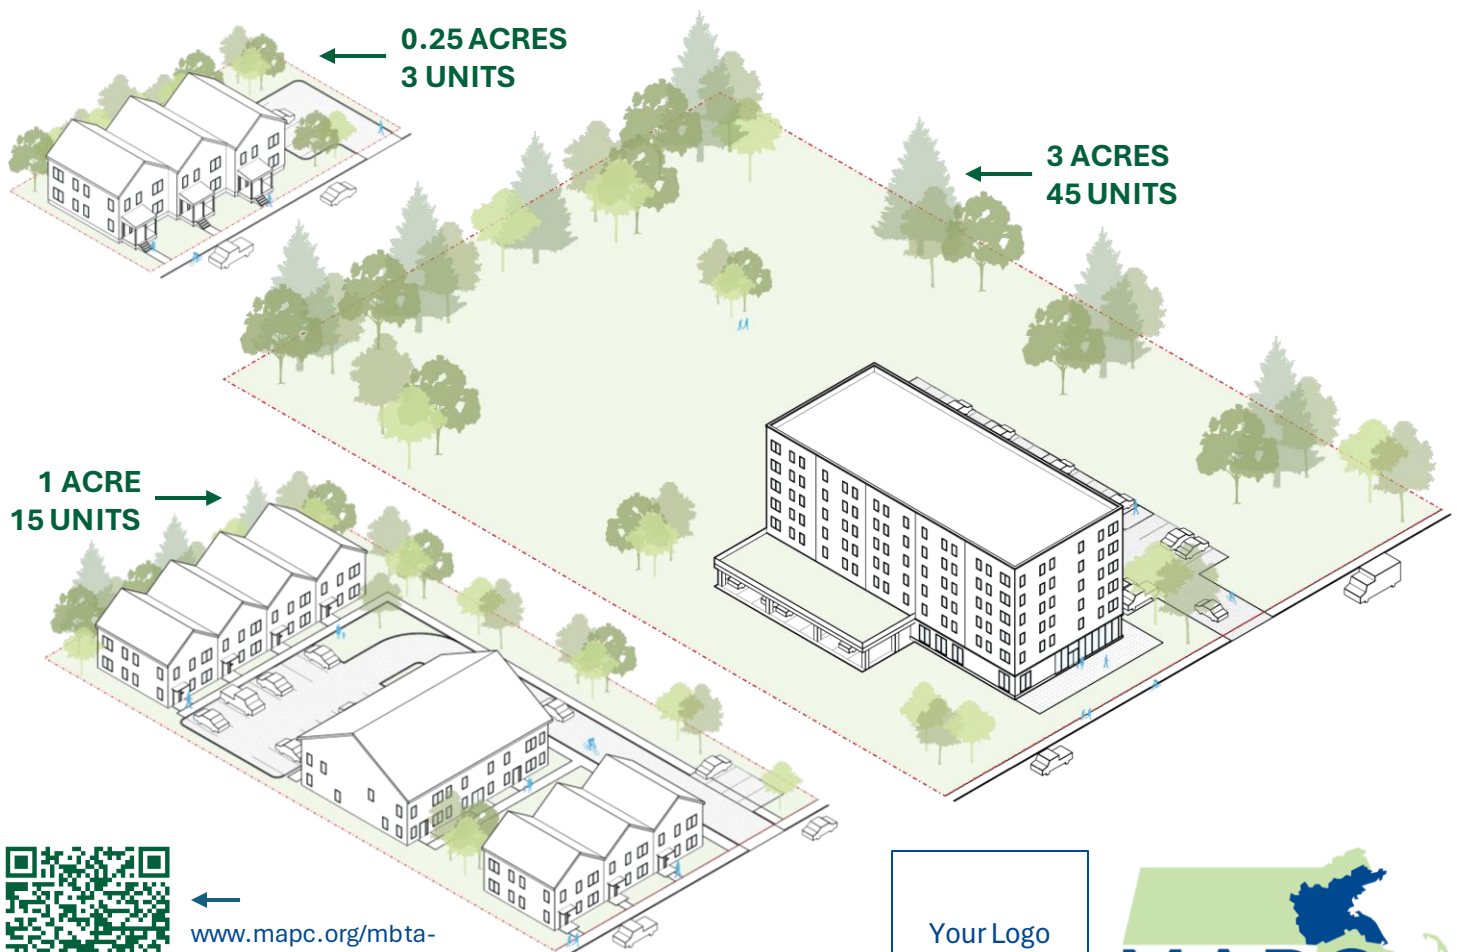 0.25 ACRES
3 UNITS
3 ACRES
45 UNITS
1 ACRE
15 UNITS
www.mapc.org/mbta-
Your Logo
MAPC